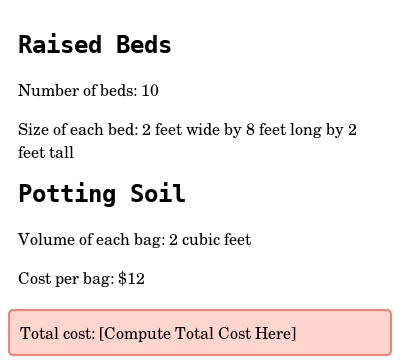 Raised Beds
Number of beds: 10
Size of each bed: 2 feet wide by 8 feet long by 2
feet tall
Potting Soil
Volume of each bag: 2 cubic feet
Cost per bag: $12
Total cost: [Compute Total Cost Here]